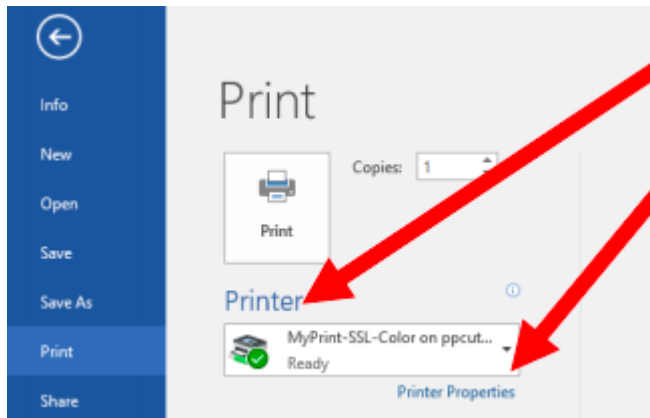 Info
New
Open
Save
Save As
Print
Share
Print
Copies: 1
Print
Printer
MyPrint-SSL-Color on ppcut...
Ready
Printer Properties